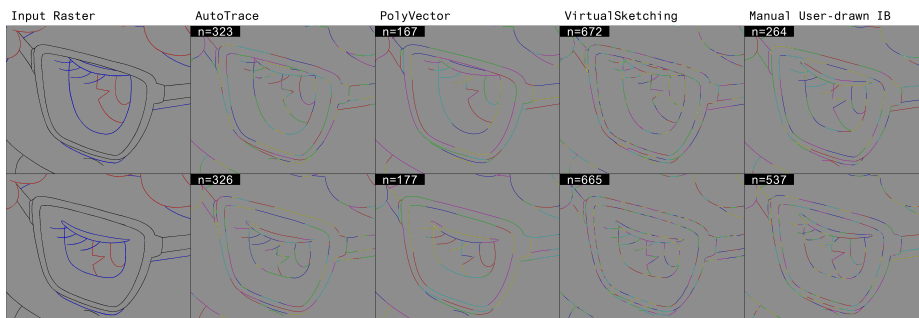 Input Raster AutoTrace PolyVector VirtualSketching Manual User-drawn IB
n=323 n=167 n=672 n=264
n=326 n=177 n=665 n=537